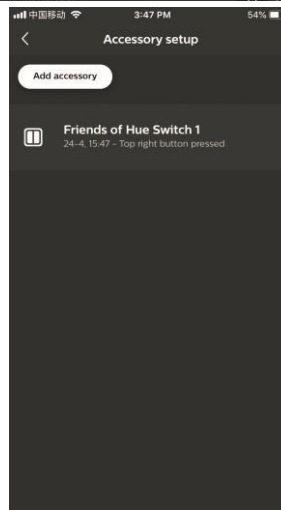 中国移动 3:47 PM 54%
Accessory setup
Add accessory
Friends of Hue Switch 1
24-4, 15:47 - Top right button pressed